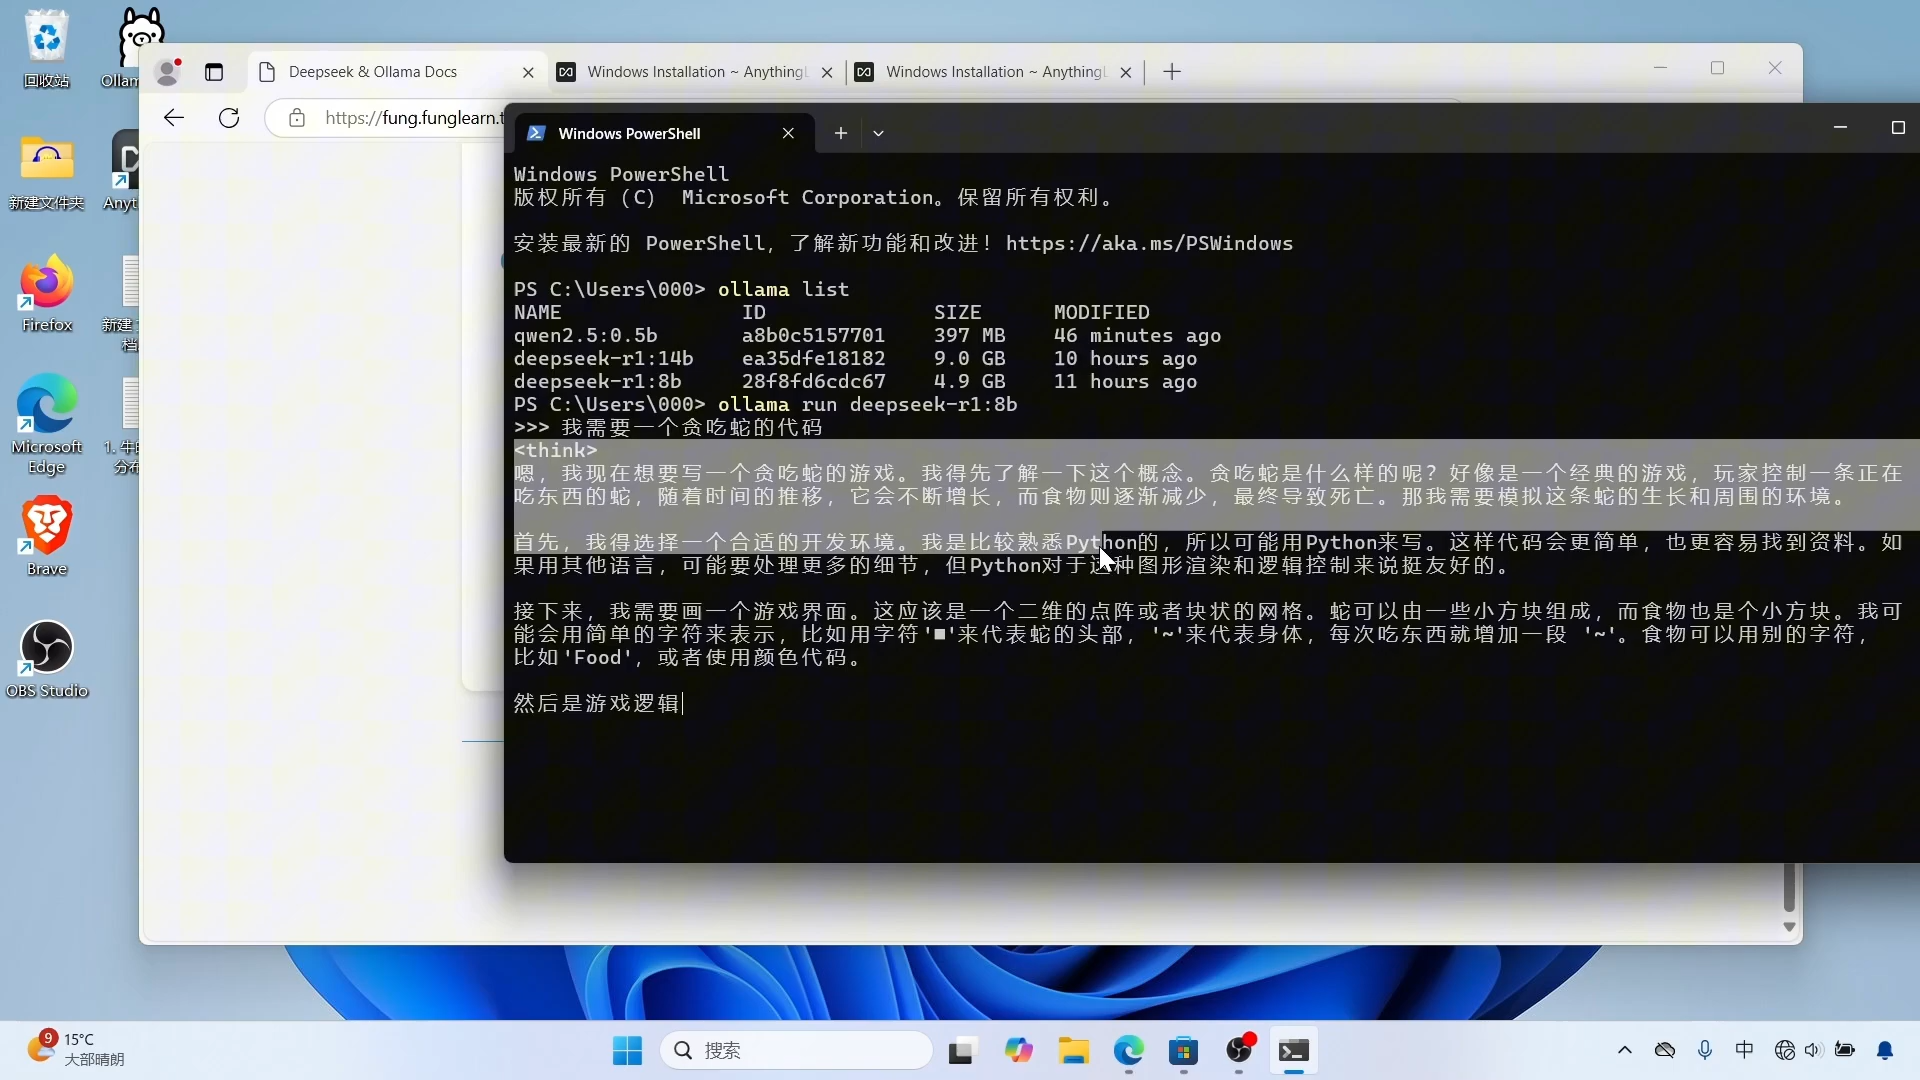 回收站
新建文件夹
Firefox
Microsoft
Edge
Brave
OBS Studio
Deepseek & Ollama Docs
Windows Installation ~ Anything
Windows Installation ~ Anything
https://fung.funglearn.t
Windows PowerShell
Windows PowerShell
版权所有 (C) Microsoft Corporation。保留所有权利。
安装最新的 PowerShell，了解新功能和改进！https://aka.ms/PSWindows
PS C:\Users\000> ollama list
NAME ID SIZE MODIFIED
qwen2.5:0.5b a8b0c5157701 397 MB 46 minutes ago
deepseek-r1:14b ea35dfe18182 9.0 GB 10 hours ago
deepseek-r1:8b 28f8fd6cdc67 4.9 GB 11 hours ago
PS C:\Users\000> ollama run deepseek-r1:8b
>>> 我需要一个贪吃蛇的代码
<think>
嗯，我现在想要写一个贪吃蛇的游戏。我得先了解一下这个概念。贪吃蛇是什么样的呢？好像是一个经典的游戏，玩家控制一条正在
吃东西的蛇，随着时间的推移，它会不断增长，而食物则逐渐减少，最终导致死亡。那我需要模拟这条蛇的生长和周围的环境。
首先，我得选择一个合适的开发环境。我是比较熟悉Python的，所以可能用Python来写。这样代码会更简单，也更容易找到资料。如
果用其他语言，可能要处理更多的细节，但Python对于这种图形渲染和逻辑控制来说挺友好的。
接下来，我需要画一个游戏界面。这应该是一个二维的点阵或者块状的网格。蛇可以由一些小方块组成，而食物也是个小方块。我可
能会用简单的字符来表示，比如用字符'■'来代表蛇的头部，'~'来代表身体，每次吃东西就增加一段 '~'。食物可以用别的字符，
比如'Food'，或者使用颜色代码。
然后是游戏逻辑
9
15°C
大部晴朗
搜索
中